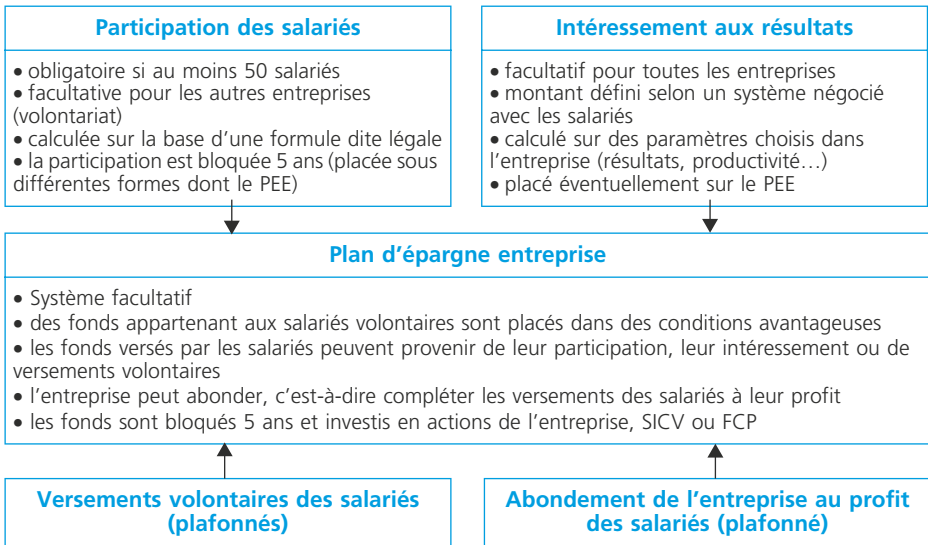 Participation des salariés
• obligatoire si au moins 50 salariés
• facultative pour les autres entreprises
(volontariat)
• calculée sur la base d’une formule dite légale
• la participation est bloquée 5 ans (placée sous
différentes formes dont le PEE)
Intéressement aux résultats
• facultatif pour toutes les entreprises
• montant défini selon un système négocié
avec les salariés
• calculé sur des paramètres choisis dans
l’entreprise (résultats, productivité…)
• placé éventuellement sur le PEE
Plan d’épargne entreprise
• Système facultatif
• des fonds appartenant aux salariés volontaires sont placés dans des conditions avantageuses
• les fonds versés par les salariés peuvent provenir de leur participation, leur intéressement ou de
versements volontaires
• l’entreprise peut abonder, c’est-à-dire compléter les versements des salariés à leur profit
• les fonds sont bloqués 5 ans et investis en actions de l’entreprise, SICV ou FCP
Versements volontaires des salariés
(plafonnés)
Abondement de l’entreprise au profit
des salariés (plafonné)